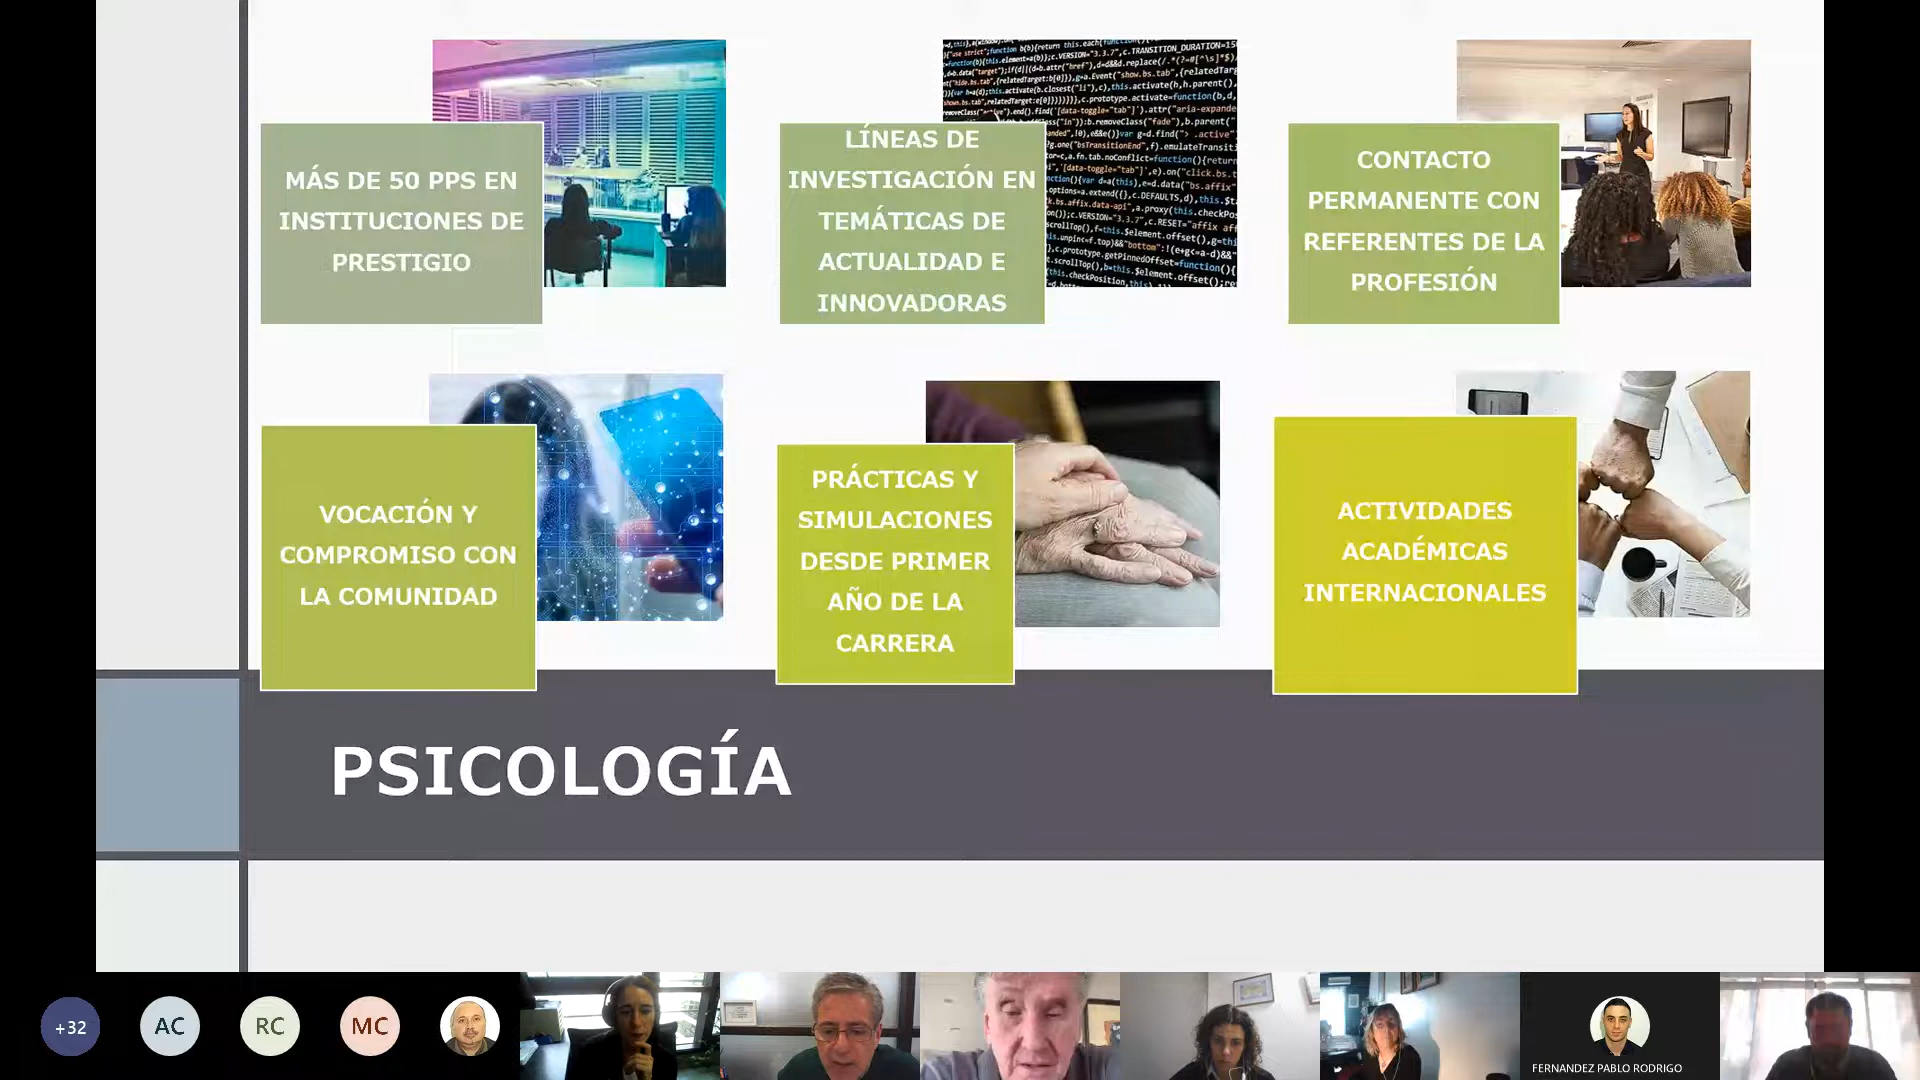 MÁS DE 50 PPS EN
INSTITUCIONES DE
PRESTIGIO
LÍNEAS DE
INVESTIGACIÓN EN
TEMÁTICAS DE
ACTUALIDAD E
INNOVADORAS
CONTACTO
PERMANENTE CON
REFERENTES DE LA
PROFESIÓN
VOCACIÓN Y
COMPROMISO CON
LA COMUNIDAD
PRÁCTICAS Y
SIMULACIONES
DESDE PRIMER
AÑO DE LA
CARRERA
ACTIVIDADES
ACADÉMICAS
INTERNACIONALES
PSICOLOGÍA
+32
AC
RC
MC
FERNANDEZ PABLO RODRIGO